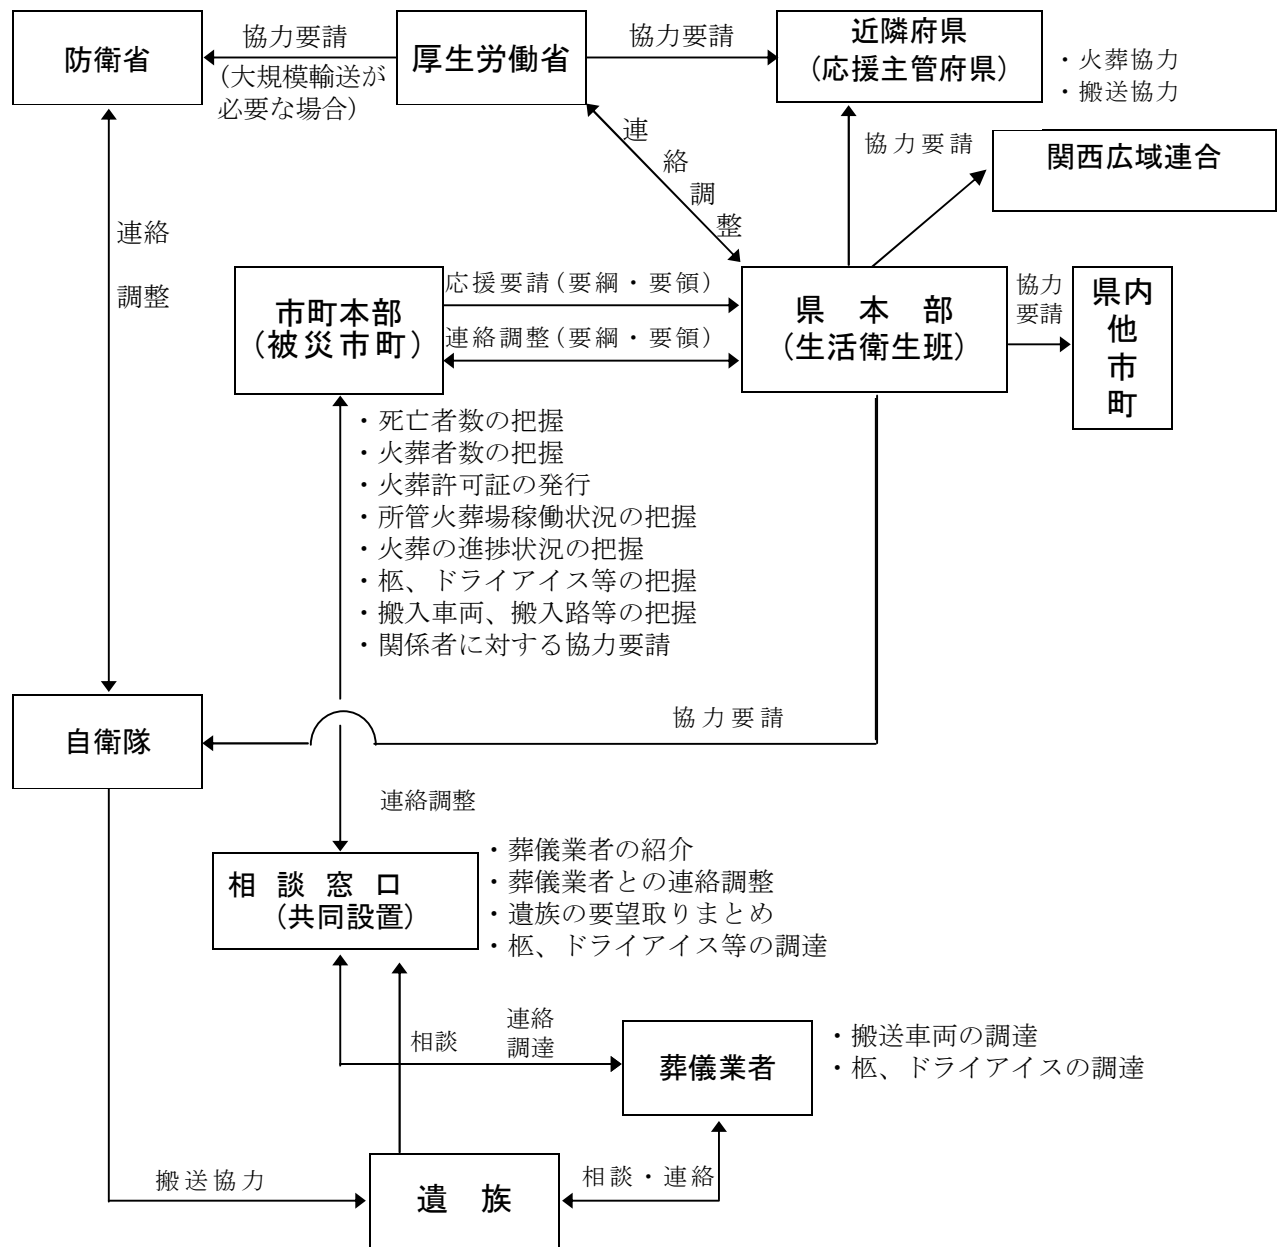 防衛省
協力要請
(大規模輸送が
必要な場合)
厚生労働省
協力要請
近隣府県
(応援主管府県)
・火葬協力
・搬送協力
連絡調整
協力要請
関西広域連合
連絡
調整
市町本部
(被災市町)
応援要請(要綱・要領)
連絡調整(要綱・要領)
県 本 部
(生活衛生班)
協力
要請
県内
他
市
町
・死亡者数の把握
・火葬者数の把握
・火葬許可証の発行
・所管火葬場稼働状況の把握
・火葬の進捗状況の把握
・柩、ドライアイス等の把握
・搬入車両、搬入路等の把握
・関係者に対する協力要請
自衛隊
協力要請
連絡調整
相 談 窓 口
(共同設置)
・葬儀業者の紹介
・葬儀業者との連絡調整
・遺族の要望取りまとめ
・柩、ドライアイス等の調達
相談
連絡
調達
葬儀業者
・搬送車両の調達
・柩、ドライアイスの調達
搬送協力
遺 族
相談・連絡